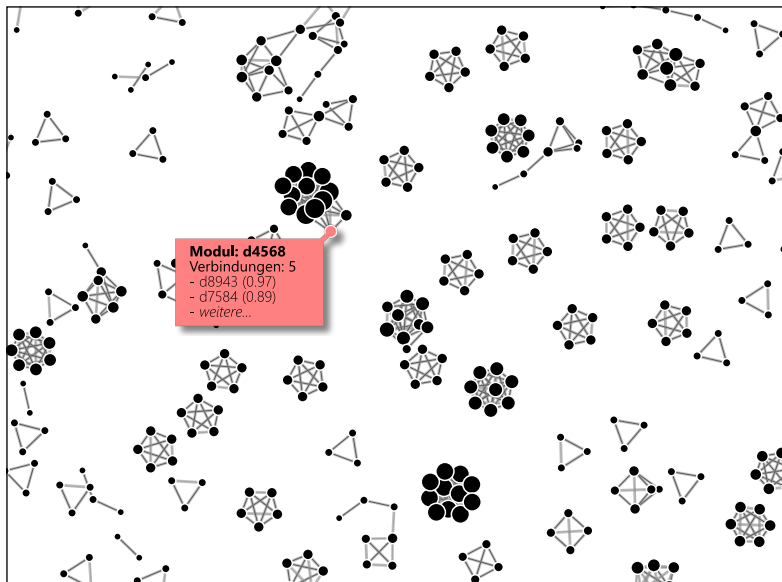 Modul: d4568
Verbindungen: 5
- d8943 (0.97)
- d7584 (0.89)
- weitere...